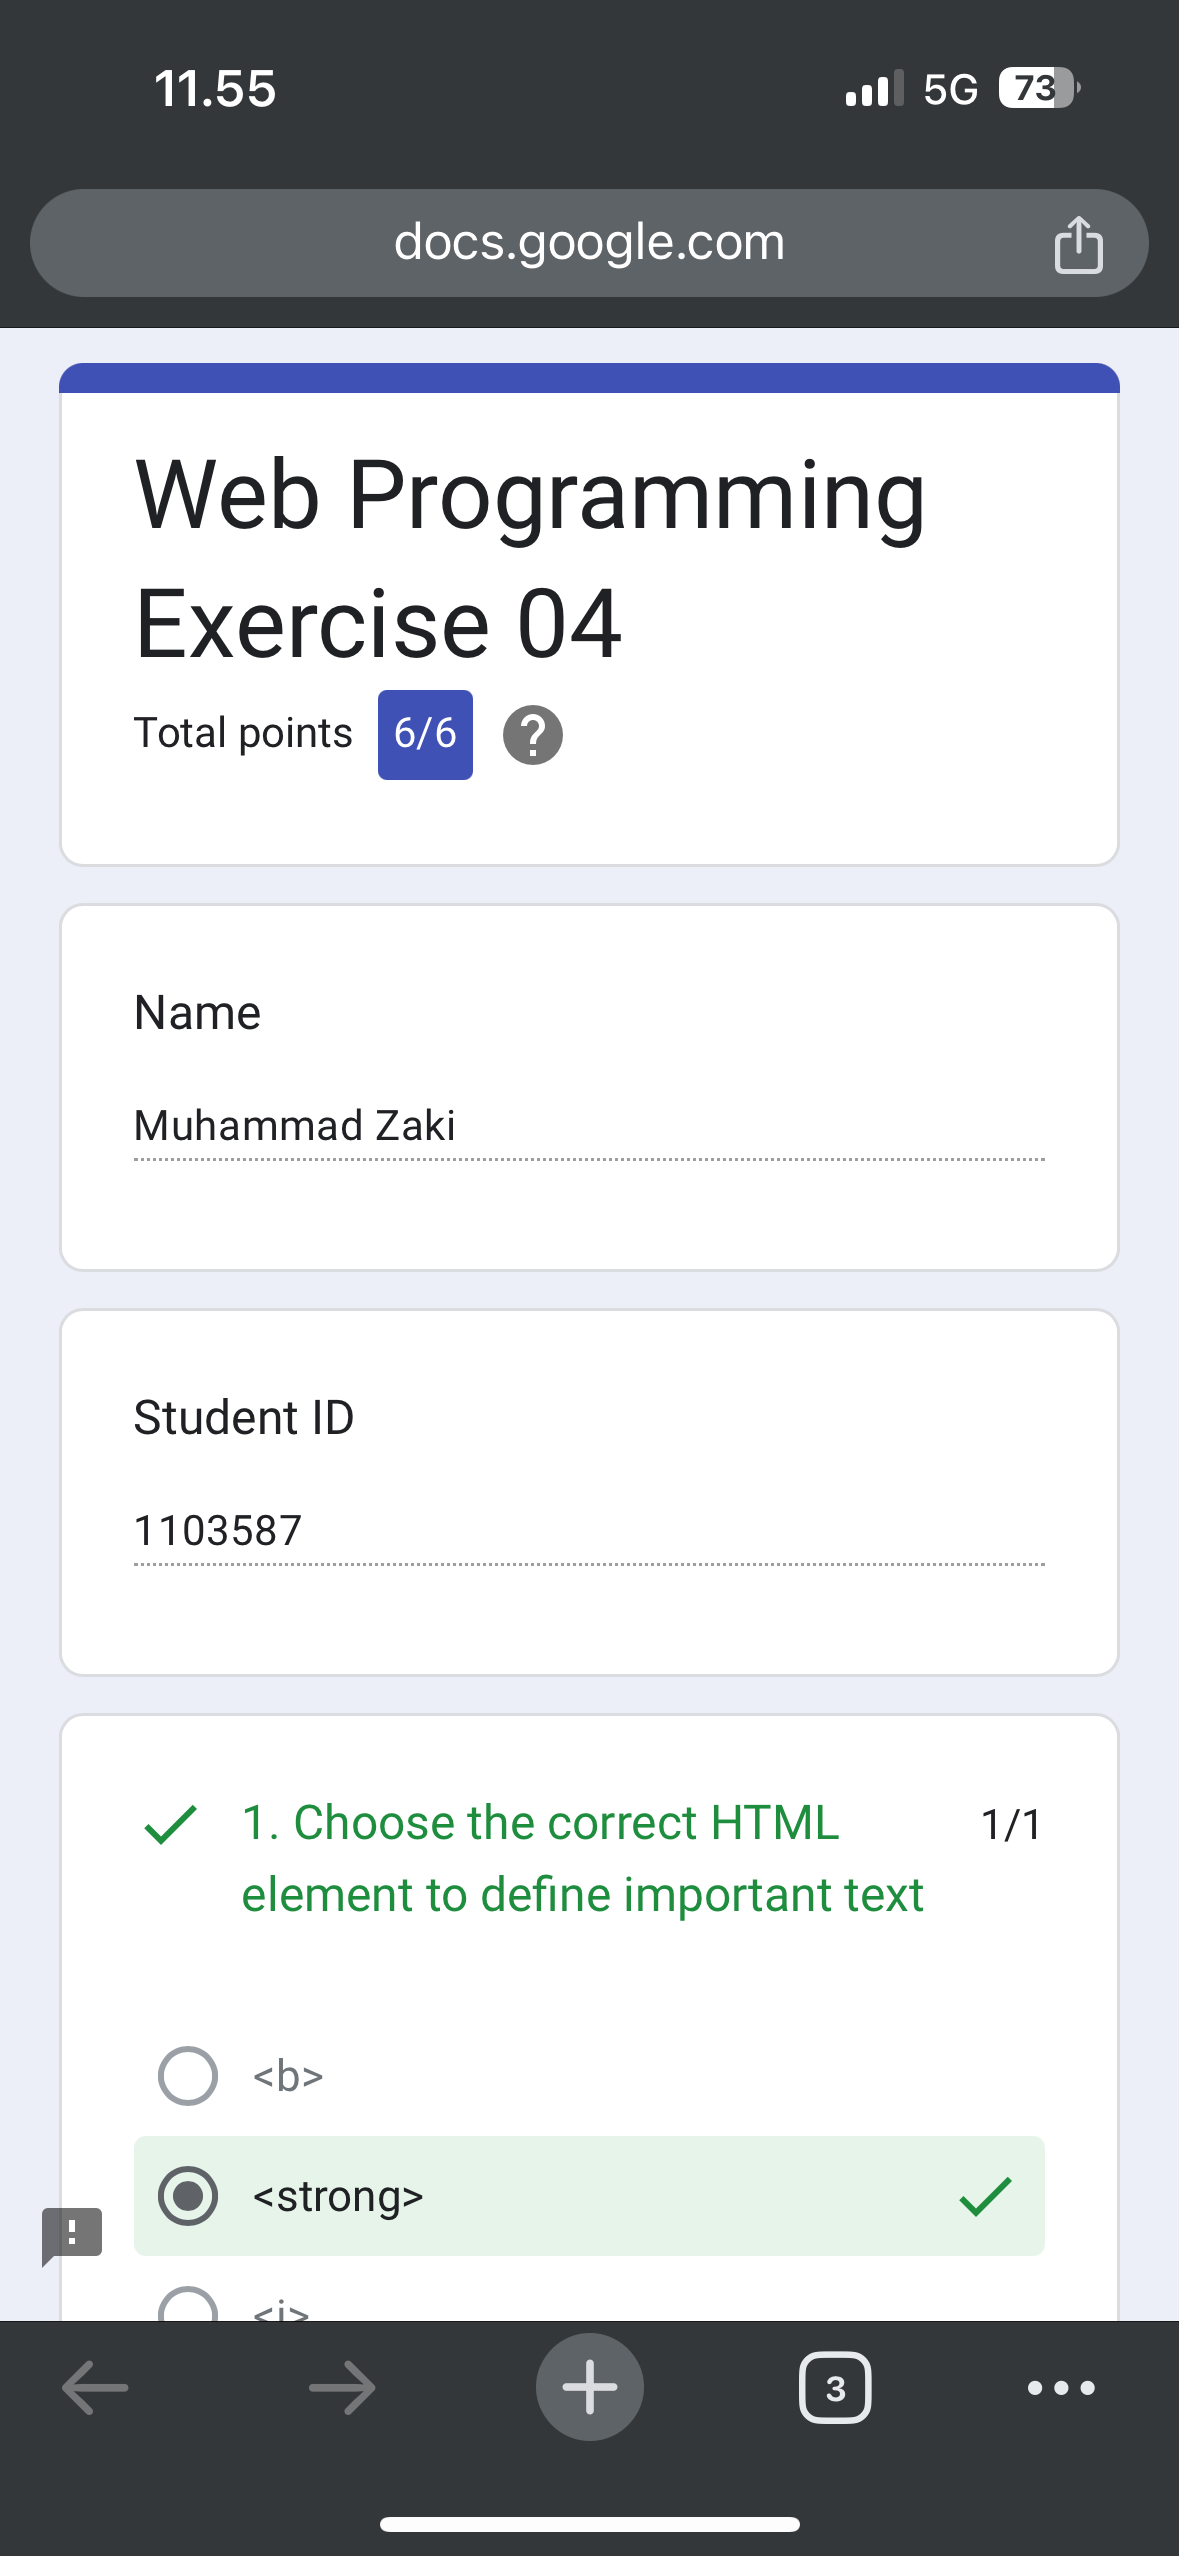 11.55
5G 73
docs.google.com
Web Programming
Exercise 04
Total points 6/6
Name
Muhammad Zaki
Student ID
1103587
1. Choose the correct HTML 1/1
element to define important text
<b>
<strong>
<i>
3